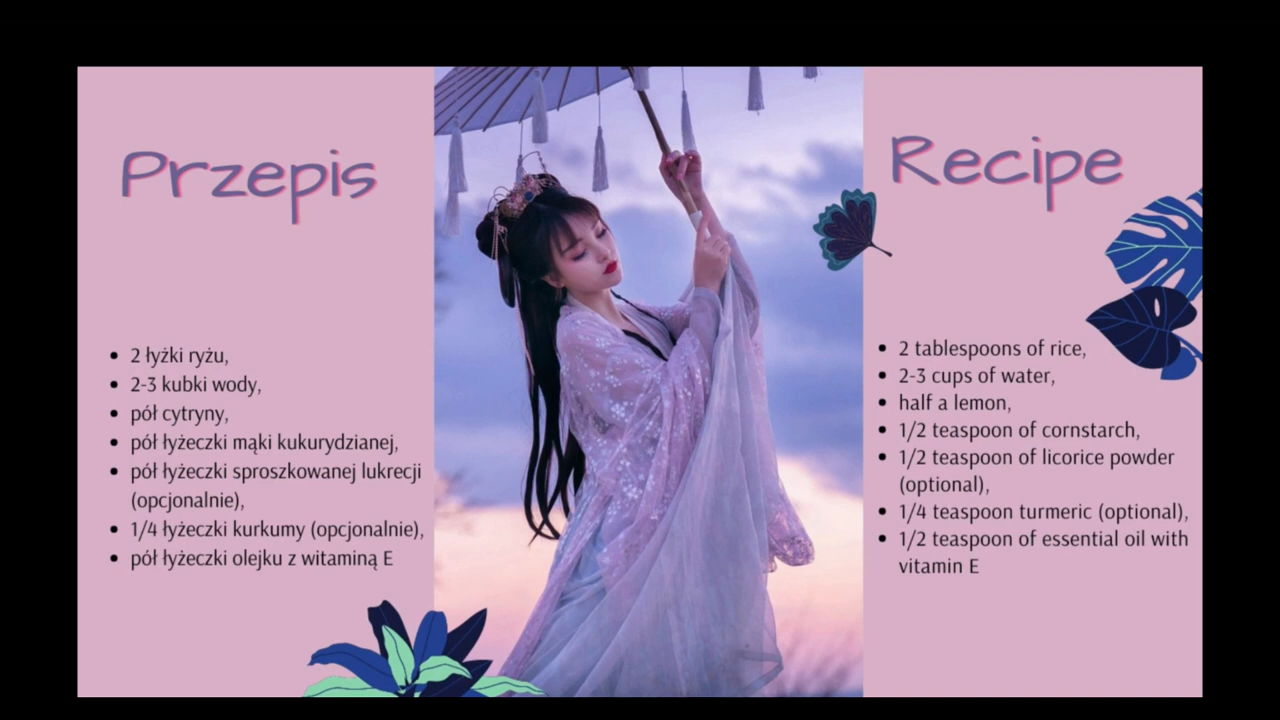 Przepis
• 2 łyżki ryżu,
• 2-3 kubki wody,
• pół cytryny,
• pół łyżeczki mąki kukurydzianej,
• pół łyżeczki sproszkowanej lukrecji
(opcjonalnie),
• 1/4 łyżeczki kurkumy (opcjonalnie),
• pół łyżeczki olejku z witaminą E
Recipe
• 2 tablespoons of rice,
• 2-3 cups of water,
• half a lemon,
• 1/2 teaspoon of cornstarch,
• 1/2 teaspoon of licorice powder
(optional),
• 1/4 teaspoon turmeric (optional),
• 1/2 teaspoon of essential oil with
vitamin E